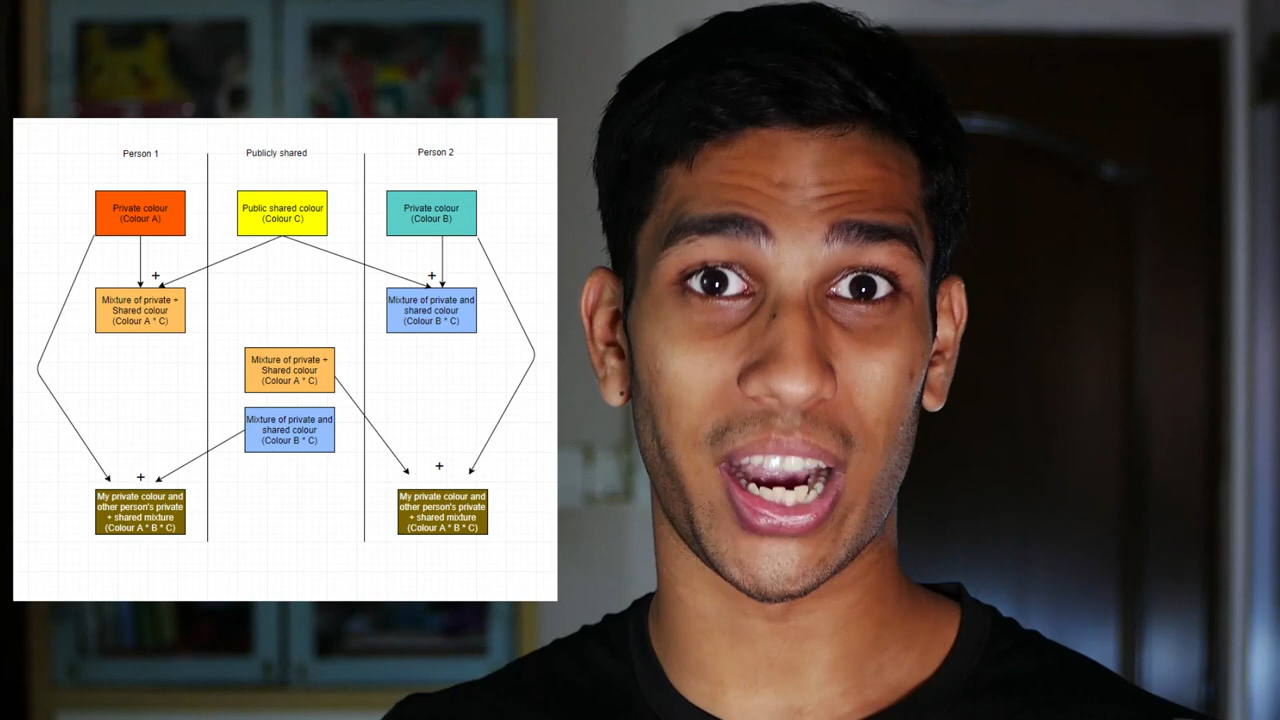 Person 1
Publicly shared
Person 2
Private colour
(Colour A)
Public shared colour
(Colour C)
Private colour
(Colour B)
+
+
Mixture of private +
Shared colour
(Colour A * C)
Mixture of private and
shared colour
(Colour B * C)
Mixture of private +
Shared colour
(Colour A * C)
Mixture of private and
shared colour
(Colour B * C)
+
+
My private colour and
other person's private
+ shared mixture
(Colour A * B * C)
My private colour and
other person's private
+ shared mixture
(Colour A * B * C)